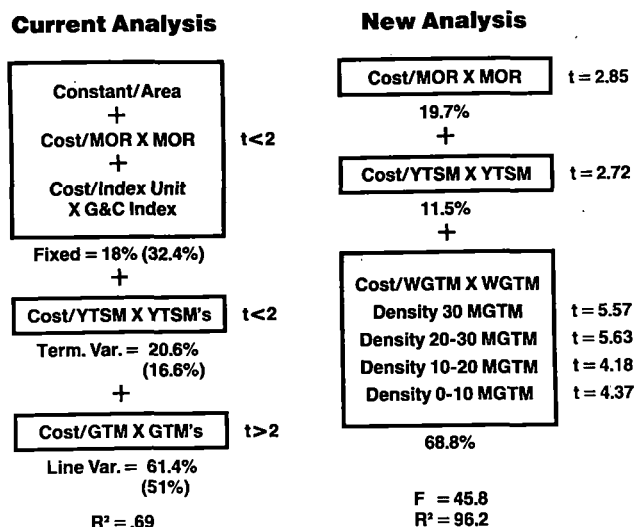 Current Analysis
Constant/Area
+
Cost/MOR X MOR
+
Cost/Index Unit
X G&C Index
t<2
Fixed = 18% (32.4%)
+
Cost/YTSM X YTSM's
t<2
Term. Var. = 20.6%
(16.6%)
+
Cost/GTM X GTM's
t>2
Line Var. = 61.4%
(51%)
R² = .69
New Analysis
Cost/MOR X MOR
t = 2.85
19.7%
+
Cost/YTSM X YTSM
t = 2.72
11.5%
+
Cost/WGTM X WGTM
Density 30 MGTM
t = 5.57
Density 20-30 MGTM
t = 5.63
Density 10-20 MGTM
t = 4.18
Density 0-10 MGTM
t = 4.37
68.8%
F = 45.8
R² = 96.2